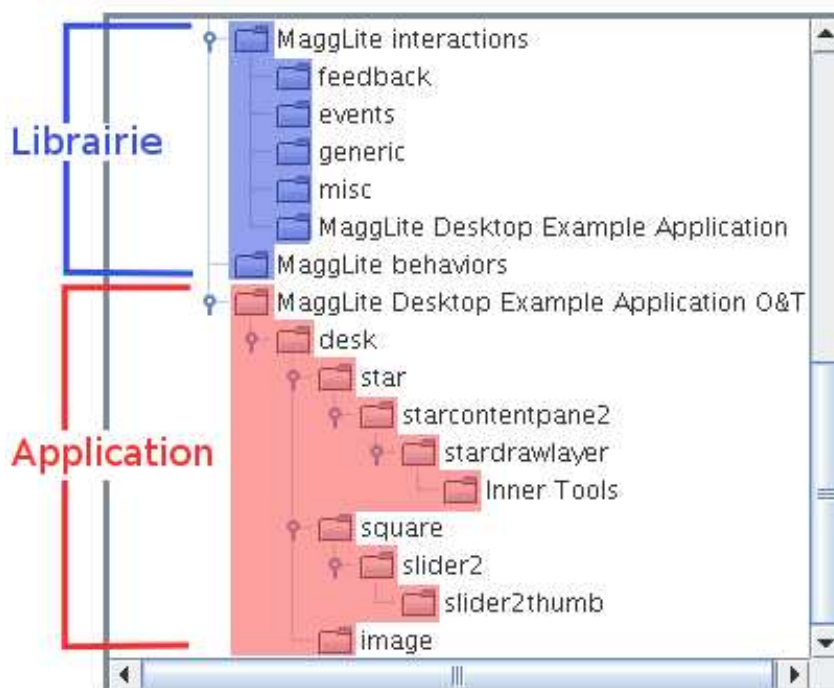 MaggLite interactions
feedback
events
Librairie
generic
misc
MaggLite Desktop Example Application
MaggLite behaviors
MaggLite Desktop Example Application O&T
desk
star
starcontentpane2
Application
stardrawlayer
Inner Tools
square
slider2
slider2thumb
image